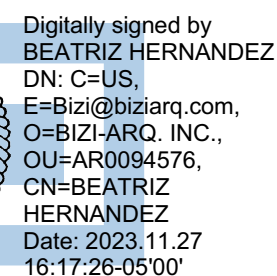 Digitally signed by
BEATRIZ HERNANDEZ
DN: C=US,
E=Bizi@biziarq.com,
O=BIZI-ARQ. INC.,
OU=AR0094576,
CN=BEATRIZ
HERNANDEZ
Date: 2023.11.27
16:17:26-05'00'